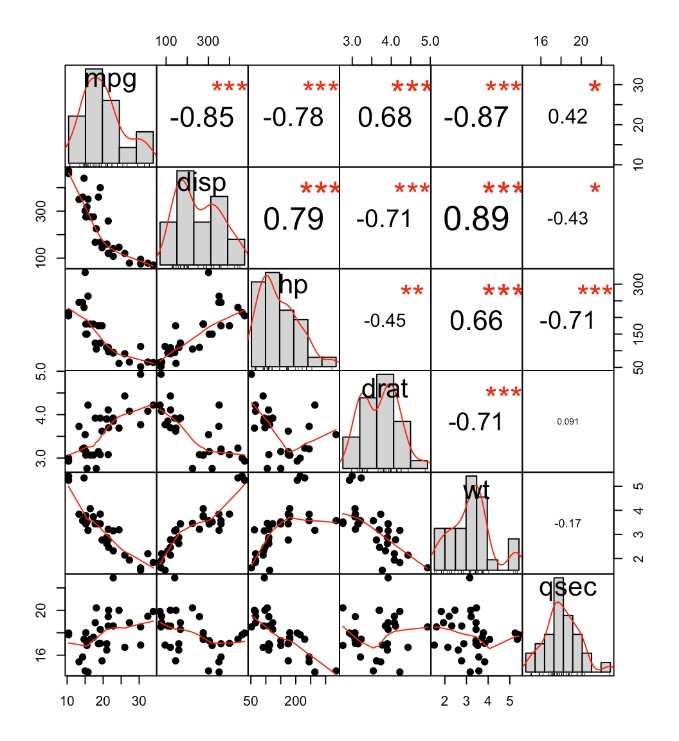 100 300
3.0 4.0 5.0
16 20
mpg
*** *** *** *** *
-0.85 -0.78 0.68 -0.87 0.42
10 20 30
disp
*** *** *** *
0.79 -0.71 0.89 -0.43
100 300
hp
** *** ***
-0.45 0.66 -0.71
50 150 300
drat
***
-0.71 0.091
3.0 4.0 5.0
wt
-0.17
2 3 4 5
qsec
16 20
10 20 30
50 200
2 3 4 5